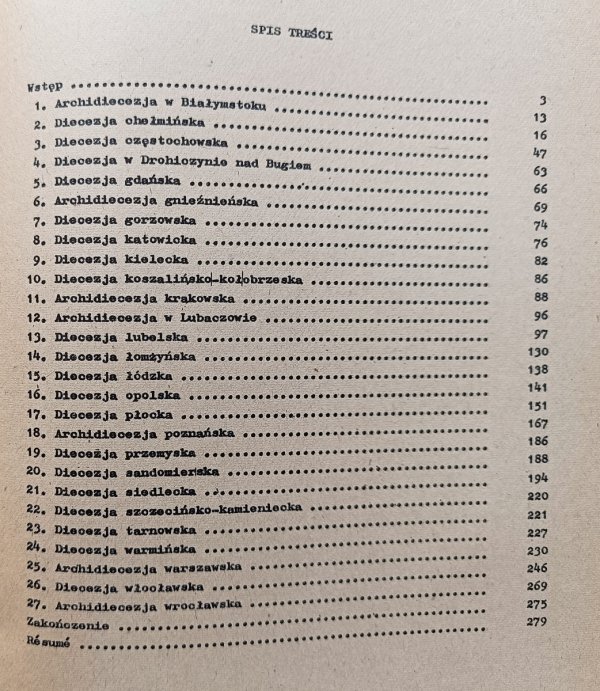 SPIS TREŚCI
Wstęp .................................................. 3
1. Archidiecezja w Białymstoku .......................... 13
2. Diecezja chełmińska .................................. 16
3. Diecezja częstochowska ............................... 47
4. Diecezja w Drohiczynie nad Bugiem .................... 63
5. Diecezja gdańska ..................................... 66
6. Archidiecezja gnieźnieńska ........................... 69
7. Diecezja gorzowska ................................... 74
8. Diecezja katowicka ................................... 76
9. Diecezja kielecka .................................... 82
10. Diecezja koszalińsko-kołobrzeska .................... 86
11. Archidiecezja krakowska ............................. 88
12. Archidiecezja w Lubaczowie .......................... 96
13. Diecezja lubelska ................................... 97
14. Diecezja łomżyńska .................................. 130
15. Diecezja łódzka ..................................... 138
16. Diecezja opolska .................................... 141
17. Diecezja płocka ..................................... 151
18. Archidiecezja poznańska ............................. 167
19. Diecezja przemyska .................................. 186
20. Diecezja sandomierska ............................... 188
21. Diecezja siedlecka .................................. 194
22. Diecezja szczecińsko-kamieniecka .................... 220
23. Diecezja tarnowska .................................. 221
24. Diecezja warmińska .................................. 227
25. Archidiecezja warszawska ............................ 230
26. Diecezja włocławska ................................. 246
27. Archidiecezja wrocławska ............................ 269
Zakończenie ............................................. 275
Résumé .................................................. 279